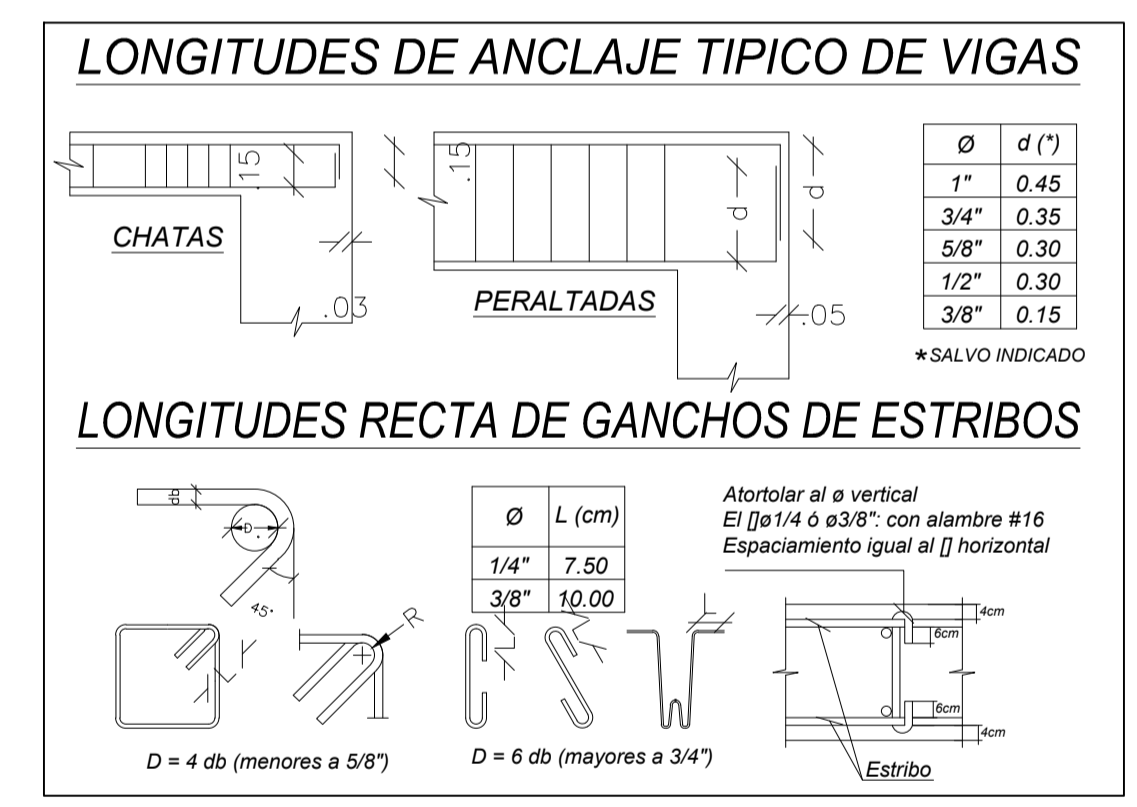 LONGITUDES DE ANCLAJE TIPICO DE VIGAS
.15
CHATAS
.03
.15
d
d
PERALTADAS
.05
Ø d (*)
1" 0.45
3/4" 0.35
5/8" 0.30
1/2" 0.30
3/8" 0.15
*SALVO INDICADO
LONGITUDES RECTA DE GANCHOS DE ESTRIBOS
db
D.
45°
L
R
D = 4 db (menores a 5/8")
Ø L (cm)
1/4" 7.50
3/8" 10.00
L
L
L
D = 6 db (mayores a 3/4")
Atortolar al ø vertical
El []ø1/4 ó ø3/8": con alambre #16
Espaciamiento igual al [] horizontal
4cm
6cm
6cm
4cm
Estribo